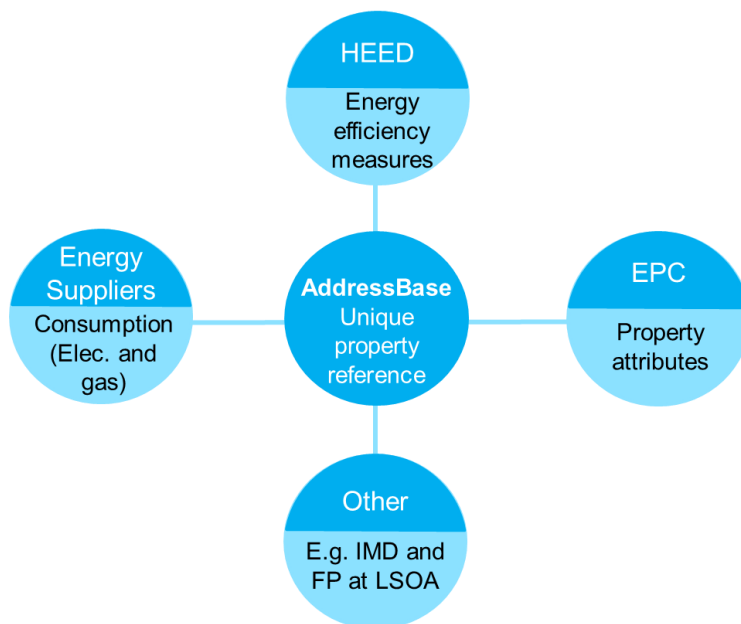 HEED
Energy
efficiency
measures
Energy
Suppliers
Consumption
(Elec. and
gas)
AddressBase
Unique
property
reference
EPC
Property
attributes
Other
E.g. IMD and
FP at LSOA